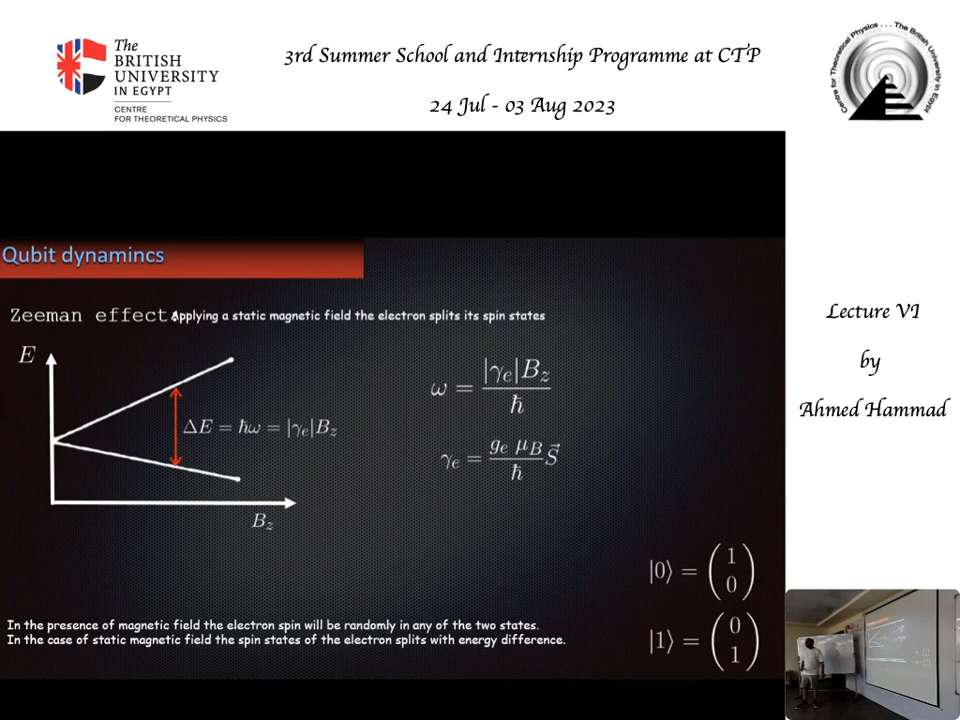 The
BRITISH
UNIVERSITY
IN EGYPT
CENTRE
FOR THEORETICAL PHYSICS
3rd Summer School and Internship Programme at CTP
24 Jul - 03 Aug 2023
Centre for Theoretical Physics . . . The British University in Egypt
Qubit dynamincs
Zeeman effect: Applying a static magnetic field the electron splits its spin states
E
ΔE = ℏω = |γ_e|B_z
B_z
ω = |γ_e|B_z / ℏ
γ_e = g_e μ_B / ℏ S⃗
|0⟩ = (1 0)
|1⟩ = (0 1)
In the presence of magnetic field the electron spin will be randomly in any of the two states.
In the case of static magnetic field the spin states of the electron splits with energy difference.
Lecture VI
by
Ahmed Hammad